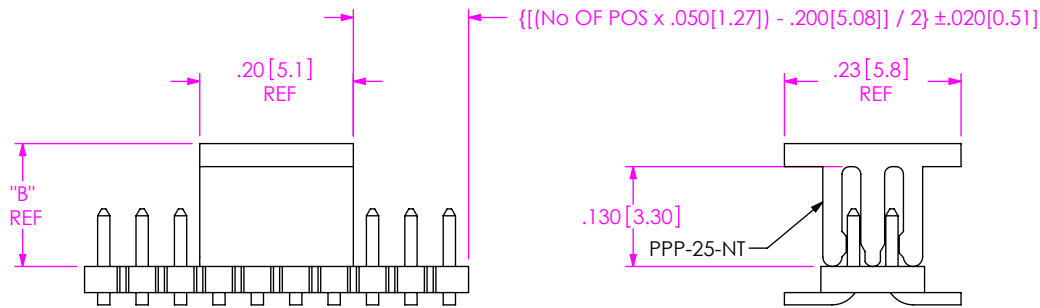 {[(No OF POS x .050[1.27]) - .200[5.08]] / 2} ±.020[0.51]
.20[5.1]
REF
.23[5.8]
REF
"B"
REF
.130[3.30]
PPP-25-NT